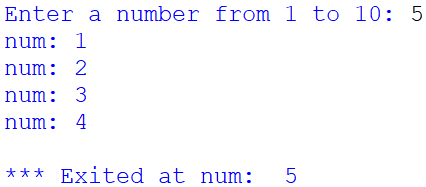 Enter a number from 1 to 10: 5
num: 1
num: 2
num: 3
num: 4
*** Exited at num:  5